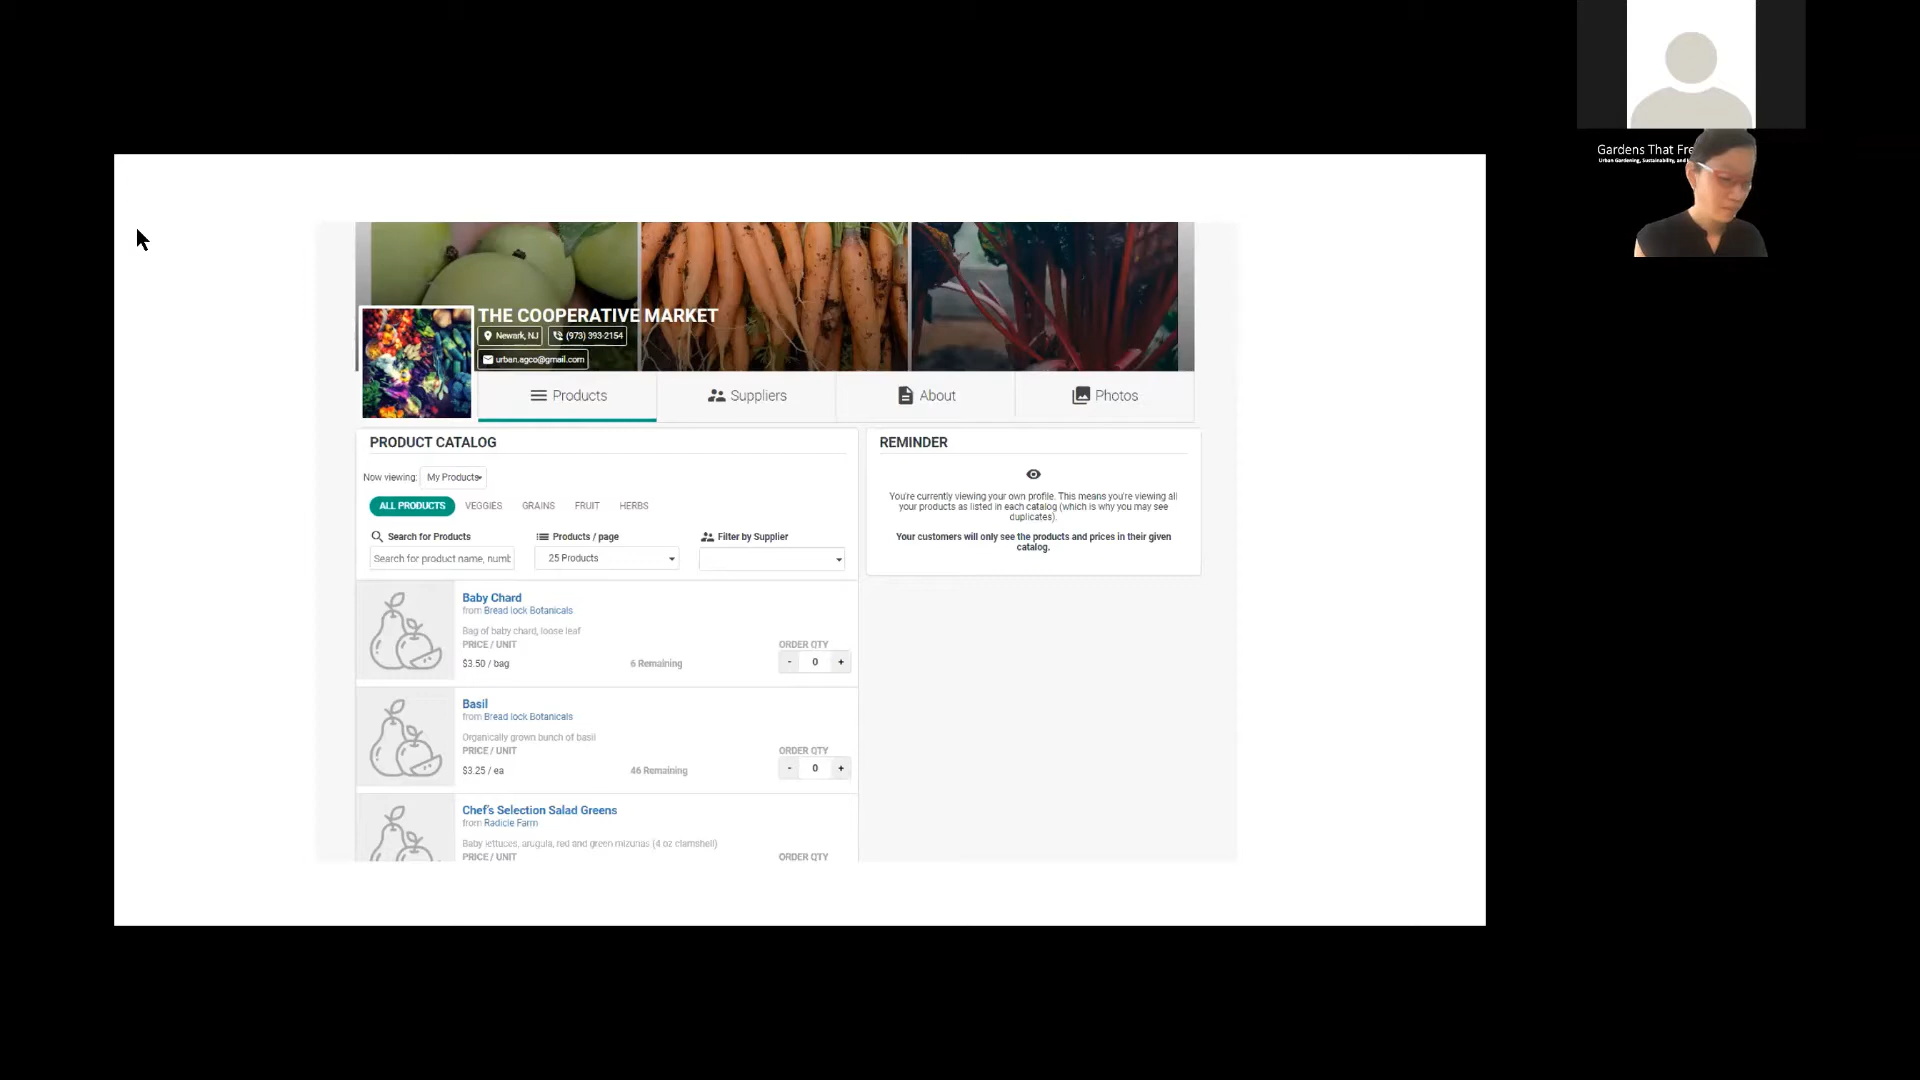 Gardens That Fre
Urban Gardening, Sustainability, and
THE COOPERATIVE MARKET
Newark, NJ
(973) 393-2154
urban.agco@gmail.com
Products
Suppliers
About
Photos
PRODUCT CATALOG
Now viewing: My Products
ALL PRODUCTS VEGGIES GRAINS FRUIT HERBS
Search for Products
Products / page
Filter by Supplier
Search for product name, numb
25 Products
Baby Chard
from Bread lock Botanicals
Bag of baby chard, loose leaf
PRICE / UNIT
ORDER QTY
$3.50 / bag
6 Remaining
- 0 +
Basil
from Bread lock Botanicals
Organically grown bunch of basil
PRICE / UNIT
ORDER QTY
$3.25 / ea
46 Remaining
- 0 +
Chef's Selection Salad Greens
from Radicle Farm
Baby lettuces, arugula, red and green mizunas (4 oz clamshell)
PRICE / UNIT
ORDER QTY
REMINDER
You're currently viewing your own profile. This means you're viewing all
your products as listed in each catalog (which is why you may see
duplicates).
Your customers will only see the products and prices in their given
catalog.